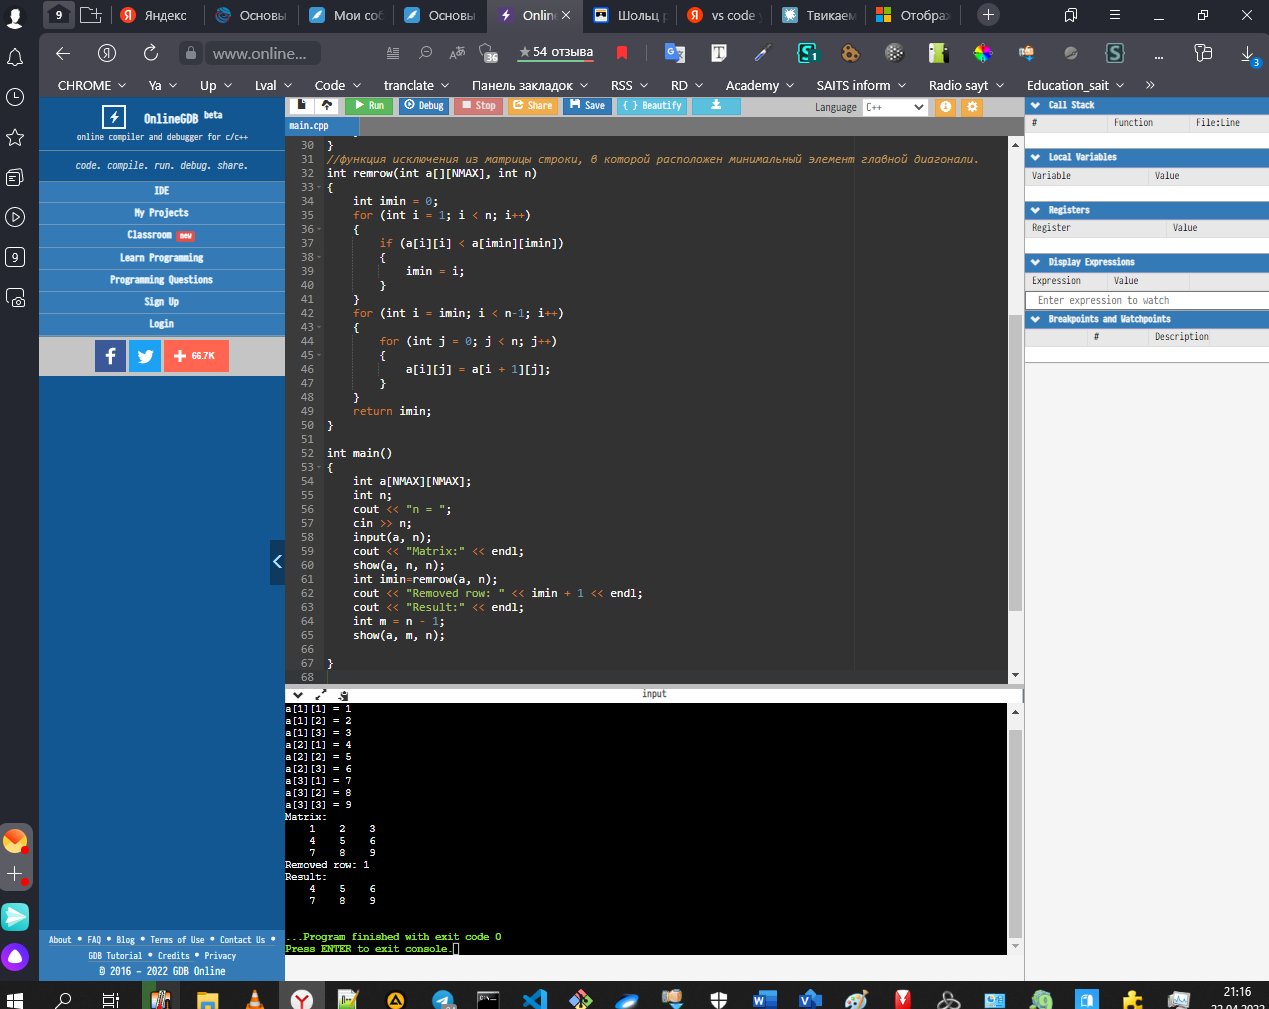 9
Яндекс
Основы
Мои соб
Основы
Onlin
Шольц р
vs code
Твикаем
Отображ
www.online...
36
★ 54 отзыва
1
...
3
CHROME
Ya
Up
Lval
Code
translate
Панель закладок
RSS
RD
Academy
SAITS inform
Radio sayt
Education_sait
»
9
OnlineGDB beta
online compiler and debugger for c/c++
code. compile. run. debug. share.
IDE
My Projects
Classroom new
Learn Programming
Programming Questions
Sign Up
Login
66.7K
About • FAQ • Blog • Terms of Use • Contact Us •
GDB Tutorial • Credits • Privacy
© 2016 - 2022 GDB Online
Run
Debug
Stop
Share
Save
{ } Beautify
Language C++
main.cpp
30 }
31 //функция исключения из матрицы строки, в которой расположен минимальный элемент главной диагонали.
32 int remrow(int a[][NMAX], int n)
33 {
34 int imin = 0;
35 for (int i = 1; i < n; i++)
36 {
37 if (a[i][i] < a[imin][imin])
38 {
39 imin = i;
40 }
41 }
42 for (int i = imin; i < n-1; i++)
43 {
44 for (int j = 0; j < n; j++)
45 {
46 a[i][j] = a[i + 1][j];
47 }
48 }
49 return imin;
50 }
51
52 int main()
53 {
54 int a[NMAX][NMAX];
55 int n;
56 cout << "n = ";
57 cin >> n;
58 input(a, n);
59 cout << "Matrix:" << endl;
60 show(a, n, n);
61 int imin=remrow(a, n);
62 cout << "Removed row: " << imin + 1 << endl;
63 cout << "Result:" << endl;
64 int m = n - 1;
65 show(a, m, n);
66
67 }
68
input
a[1][1] = 1
a[1][2] = 2
a[1][3] = 3
a[2][1] = 4
a[2][2] = 5
a[2][3] = 6
a[3][1] = 7
a[3][2] = 8
a[3][3] = 9
Matrix:
1 2 3
4 5 6
7 8 9
Removed row: 1
Result:
4 5 6
7 8 9
...Program finished with exit code 0
Press ENTER to exit console.
Call Stack
# Function File:Line
Local Variables
Variable Value
Registers
Register Value
Display Expressions
Expression Value
Enter expression to watch
Breakpoints and Watchpoints
# Description
21:16